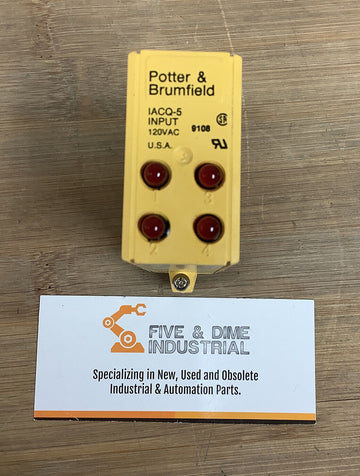 Potter &
Brumfield
IACQ-5
INPUT
120VAC 9108
U.S.A.
1 3
2 4
FIVE & DIME
INDUSTRIAL
Specializing in New, Used and Obsolete
Industrial & Automation Parts.